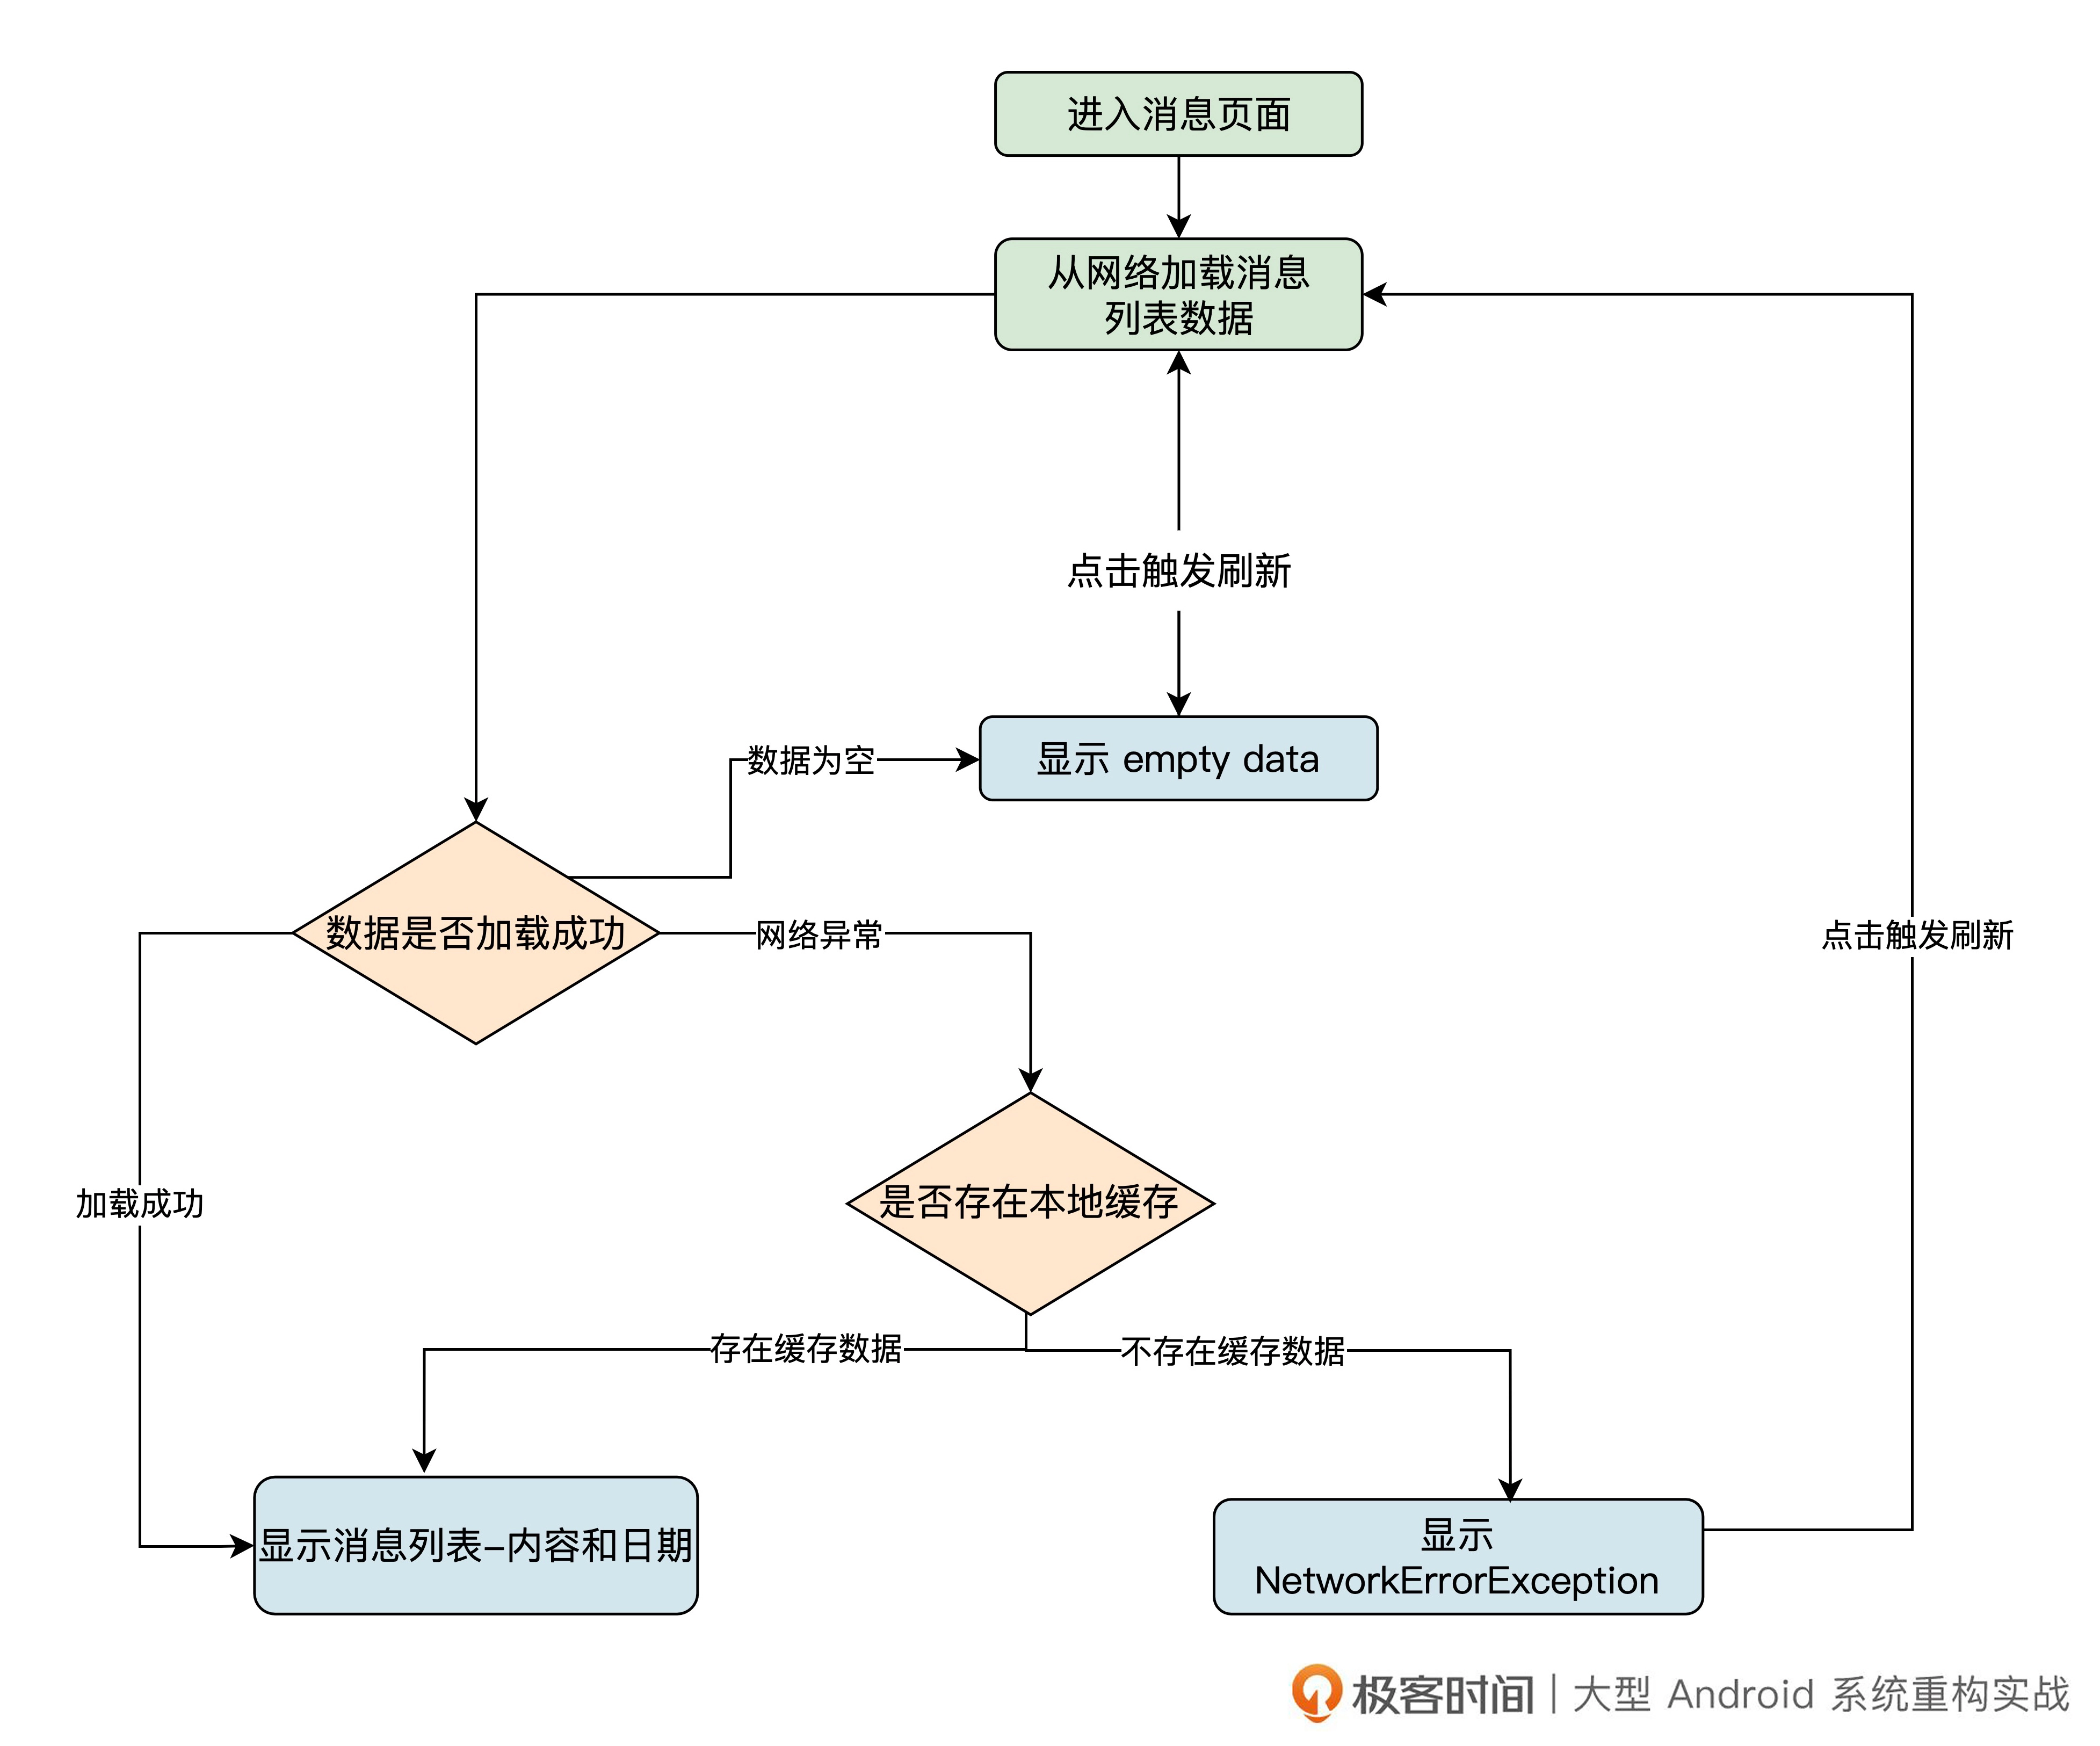 进入消息页面
从网络加载消息
列表数据
点击触发刷新
数据为空
显示 empty data
数据是否加载成功
网络异常
点击触发刷新
加载成功
是否存在本地缓存
存在缓存数据
不存在缓存数据
显示消息列表-内容和日期
显示
NetworkErrorException
极客时间 | 大型 Android 系统重构实战